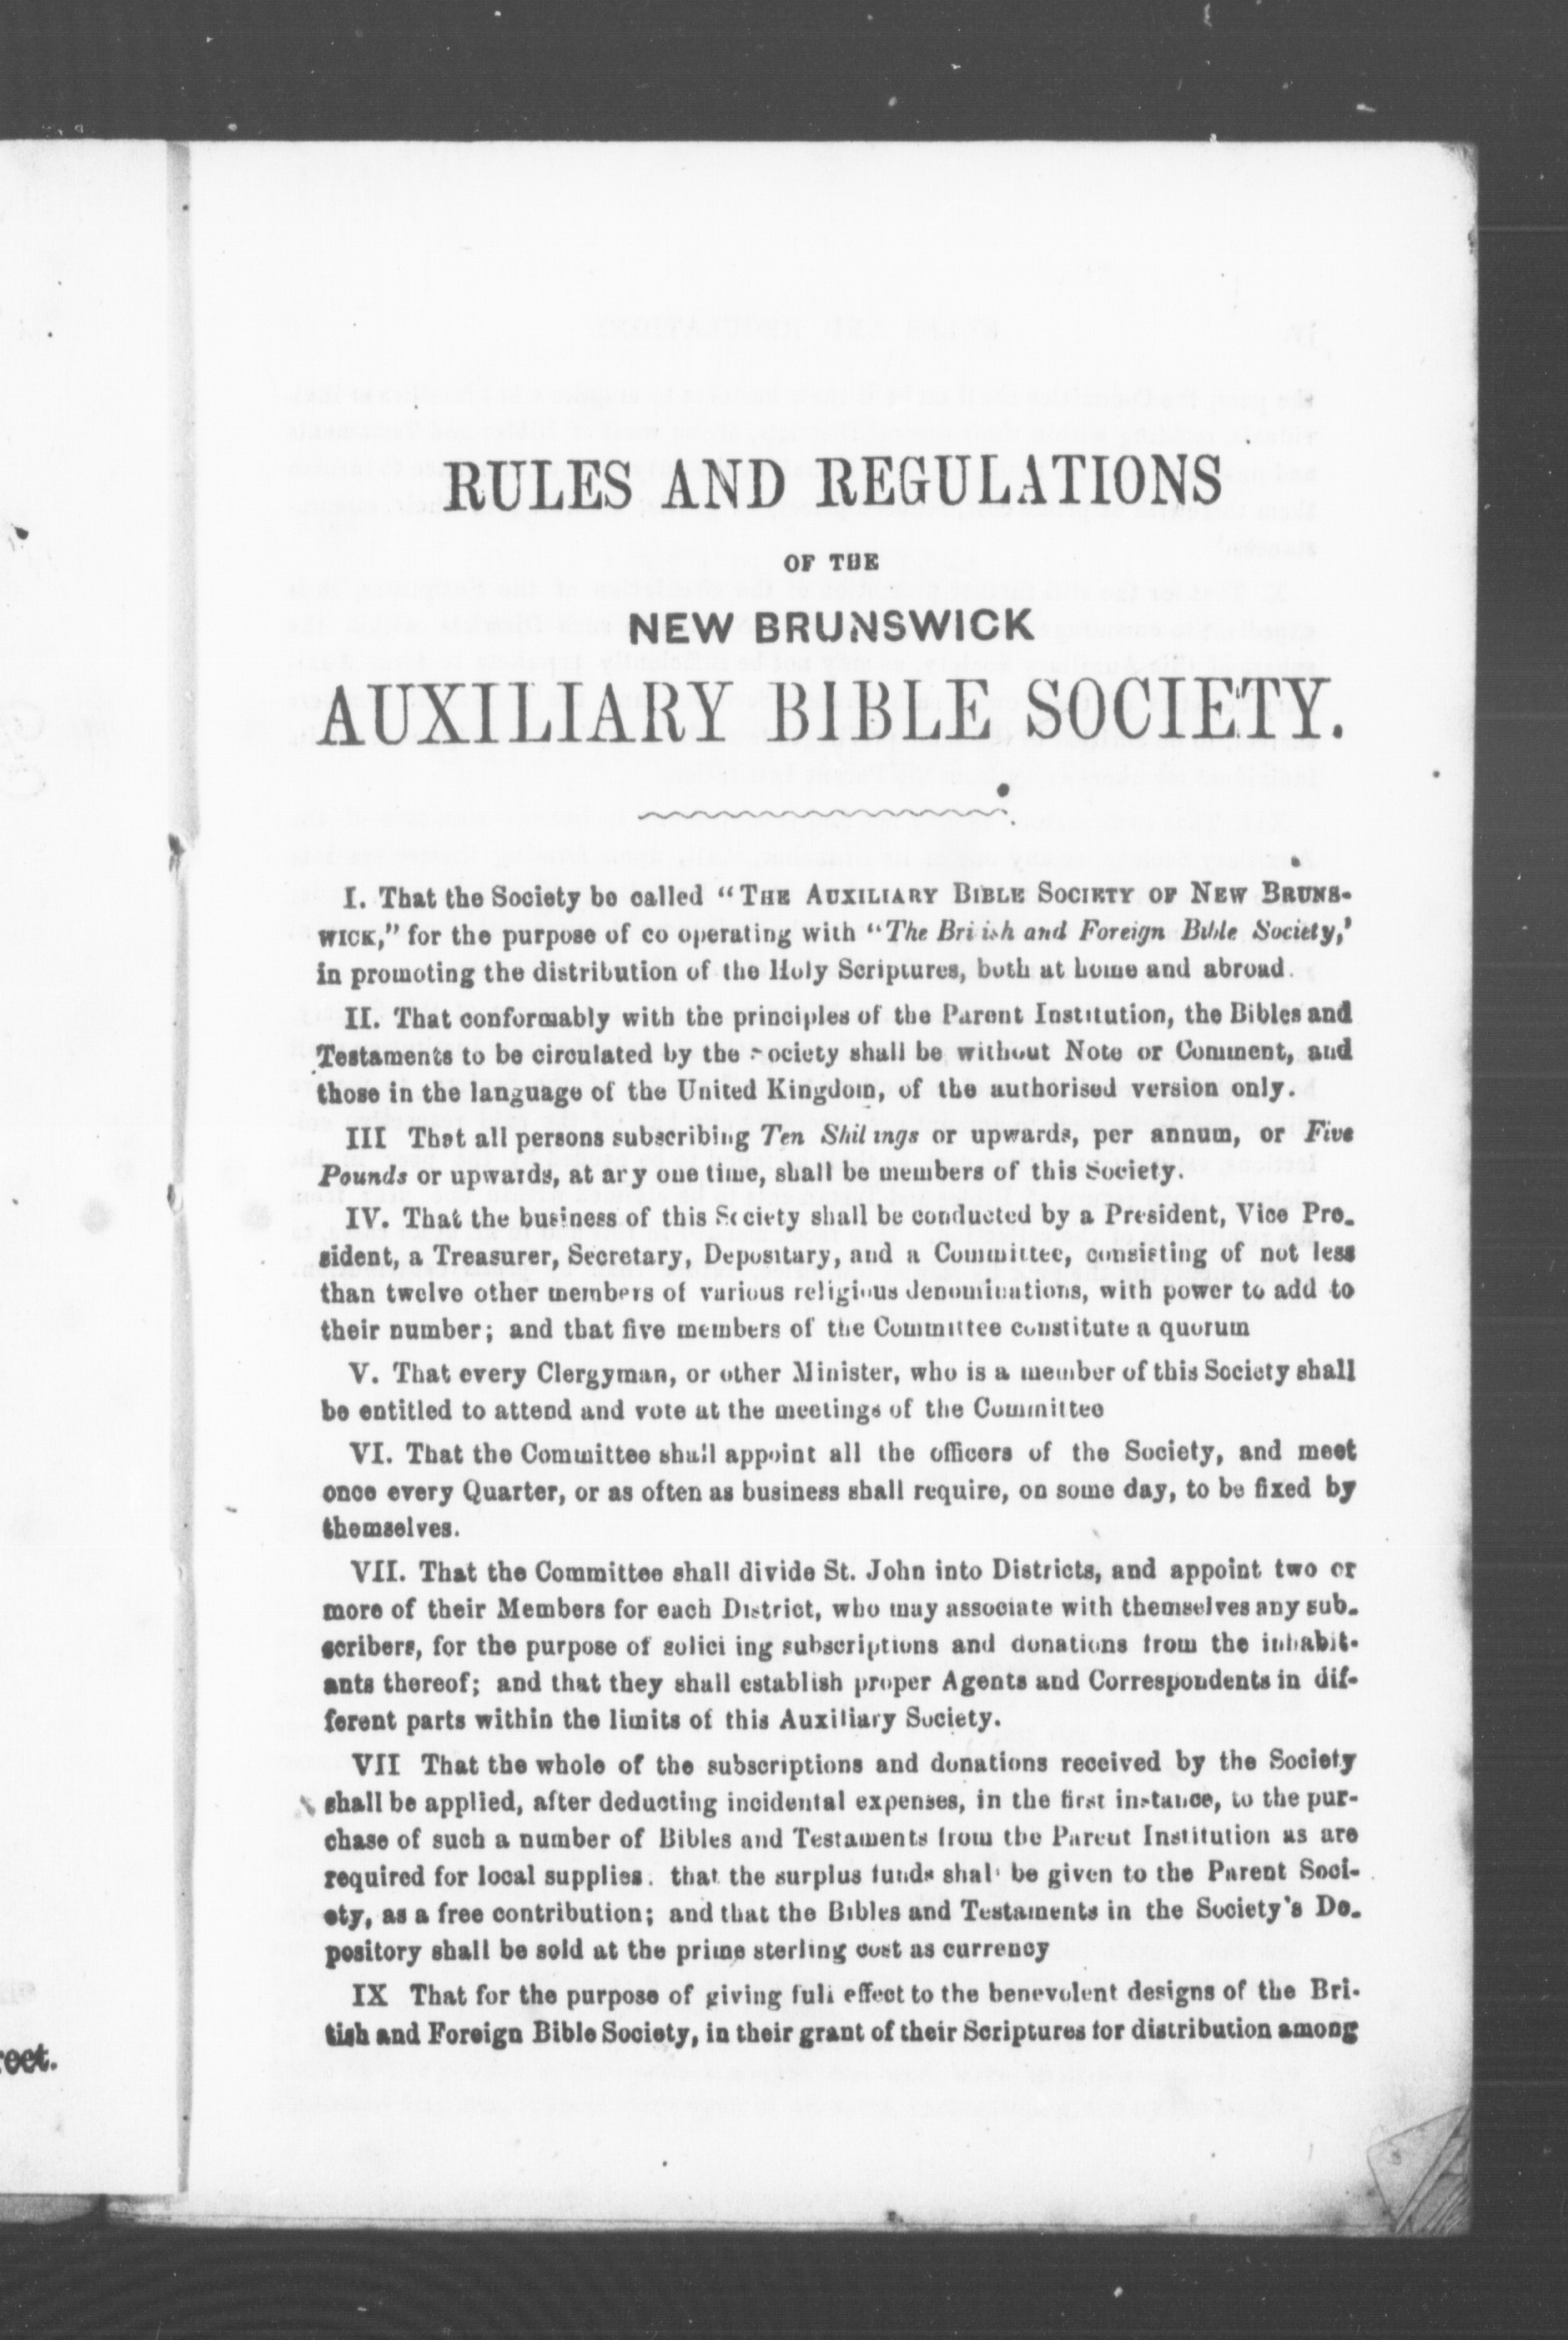 RULES AND REGULATIONS
OF THE
NEW BRUNSWICK
AUXILIARY BIBLE SOCIETY.
I. That the Society be called "THE AUXILIARY BIBLE SOCIETY OF NEW BRUNS-
WICK," for the purpose of co operating with "The Bri ish and Foreign Bible Society,'
in promoting the distribution of the Holy Scriptures, both at home and abroad.
II. That conformably with the principles of the Parent Institution, the Bibles and
Testaments to be circulated by the Society shall be without Note or Comment, and
those in the language of the United Kingdom, of the authorised version only.
III That all persons subscribing Ten Shil ings or upwards, per annum, or Five
Pounds or upwards, at any one time, shall be members of this Society.
IV. That the business of this Society shall be conducted by a President, Vice Pre-
sident, a Treasurer, Secretary, Depositary, and a Committee, consisting of not less
than twelve other members of various religious denominations, with power to add to
their number; and that five members of the Committee constitute a quorum
V. That every Clergyman, or other Minister, who is a member of this Society shall
be entitled to attend and vote at the meetings of the Committee
VI. That the Committee shall appoint all the officers of the Society, and meet
once every Quarter, or as often as business shall require, on some day, to be fixed by
themselves.
VII. That the Committee shall divide St. John into Districts, and appoint two or
more of their Members for each District, who may associate with themselves any sub-
scribers, for the purpose of solici ing subscriptions and donations from the inhabit-
ants thereof; and that they shall establish proper Agents and Correspondents in dif-
ferent parts within the limits of this Auxiliary Society.
VII That the whole of the subscriptions and donations received by the Society
shall be applied, after deducting incidental expenses, in the first instance, to the pur-
chase of such a number of Bibles and Testaments from the Parent Institution as are
required for local supplies. that the surplus funds shall be given to the Parent Soci-
ety, as a free contribution; and that the Bibles and Testaments in the Society's De-
pository shall be sold at the prime sterling cost as currency
IX That for the purpose of giving full effect to the benevolent designs of the Bri-
tish and Foreign Bible Society, in their grant of their Scriptures for distribution among
reet.